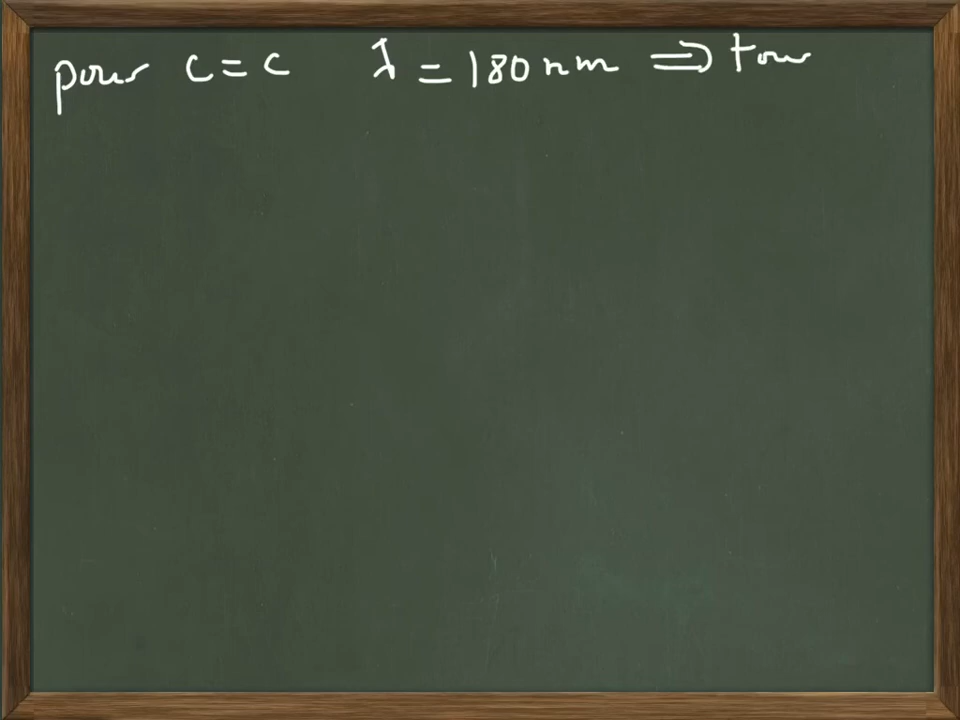 pour c = c λ = 180 nm ⇒ tou